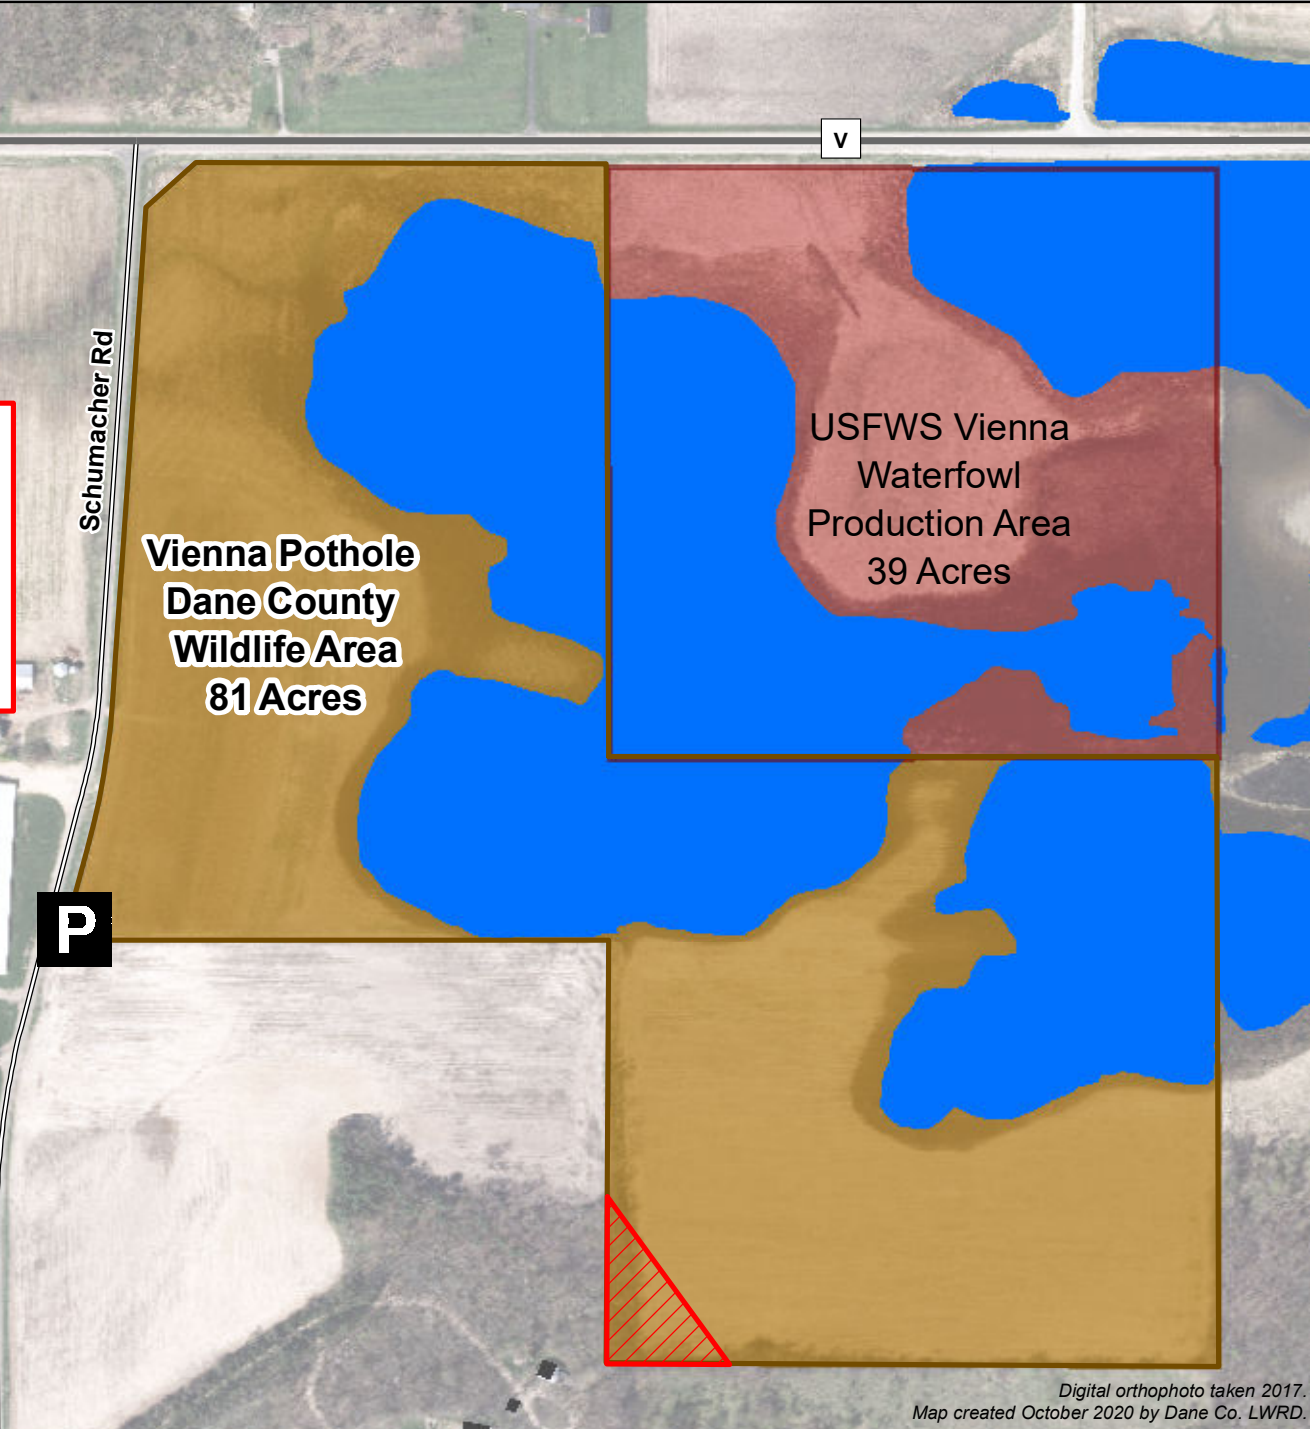 V
Schumacher Rd
USFWS Vienna
Waterfowl
Production Area
39 Acres
Vienna Pothole
Dane County
Wildlife Area
81 Acres
P
Digital orthophoto taken 2017.
Map created October 2020 by Dane Co. LWRD.